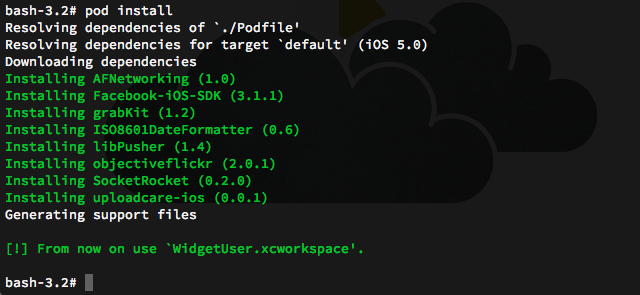 bash-3.2# pod install
Resolving dependencies of `./Podfile'
Resolving dependencies for target `default' (iOS 5.0)
Downloading dependencies
Installing AFNetworking (1.0)
Installing Facebook-iOS-SDK (3.1.1)
Installing grabKit (1.2)
Installing ISO8601DateFormatter (0.6)
Installing libPusher (1.4)
Installing objectiveflickr (2.0.1)
Installing SocketRocket (0.2.0)
Installing uploadcare-ios (0.0.1)
Generating support files
[!] From now on use `WidgetUser.xcworkspace'.
bash-3.2#